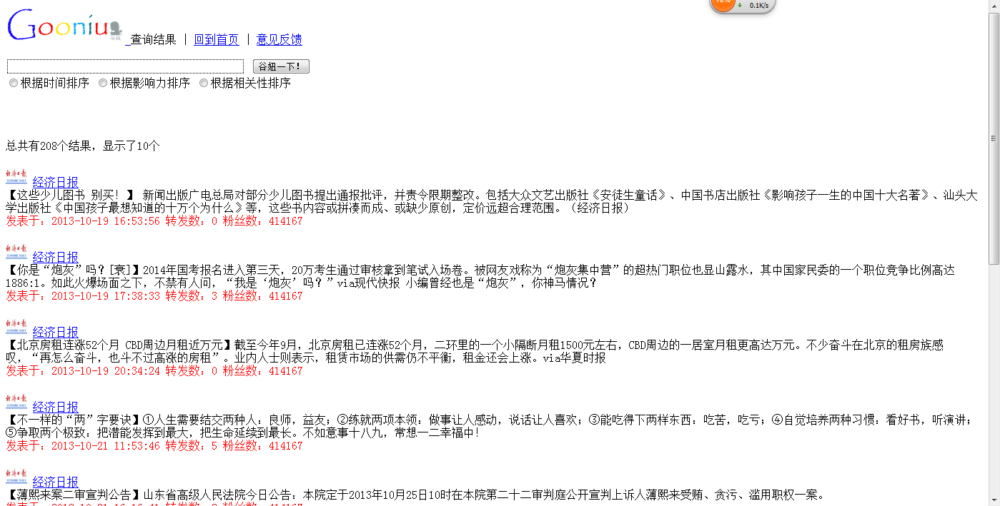 Gooniu 谷妞
_查询结果 | 回到首页 | 意见反馈
谷妞一下!
根据时间排序 根据影响力排序 根据相关性排序
总共有208个结果，显示了10个
经济日报
【这些少儿图书 别买！】 新闻出版广电总局对部分少儿图书提出通报批评，并责令限期整改。包括大众文艺出版社《安徒生童话》、中国书店出版社《影响孩子一生的中国十大名著》、汕头大
学出版社《中国孩子最想知道的十万个为什么》等，这些书内容或拼凑而成、或缺少原创，定价远超合理范围。（经济日报）
发表于：2013-10-19 16:53:56 转发数：0 粉丝数：414167
经济日报
【你是“炮灰”吗？[衰]】2014年国考报名进入第三天，20万考生通过审核拿到笔试入场卷。被网友戏称为“炮灰集中营”的超热门职位也显山露水，其中国家民委的一个职位竞争比例高达
1886:1。如此火爆场面之下，不禁有人问，“我是‘炮灰’吗？”via现代快报 小编曾经也是“炮灰”，你神马情况？
发表于：2013-10-19 17:38:33 转发数：3 粉丝数：414167
经济日报
【北京房租连涨52个月 CBD周边月租近万元】截至今年9月，北京房租已连涨52个月，二环里的一个小隔断月租1500元左右，CBD周边的一居室月租更高达万元。不少奋斗在北京的租房族感
叹，“再怎么奋斗，也斗不过高涨的房租”。业内人士则表示，租赁市场的供需仍不平衡，租金还会上涨。via华夏时报
发表于：2013-10-19 20:34:24 转发数：0 粉丝数：414167
经济日报
【不一样的“两”字要诀】①人生需要结交两种人：良师，益友；②练就两项本领：做事让人感动，说话让人喜欢；③能吃得下两样东西：吃苦，吃亏；④自觉培养两种习惯：看好书，听演讲；
⑤争取两个极致：把潜能发挥到最大，把生命延续到最长。不如意事十八九，常想一二幸福中！
发表于：2013-10-21 11:53:46 转发数：5 粉丝数：414167
经济日报
【薄熙来案二审宣判公告】山东省高级人民法院今日公告：本院定于2013年10月25日10时在本院第二十二审判庭公开宣判上诉人薄熙来受贿、贪污、滥用职权一案。
0.1K/s